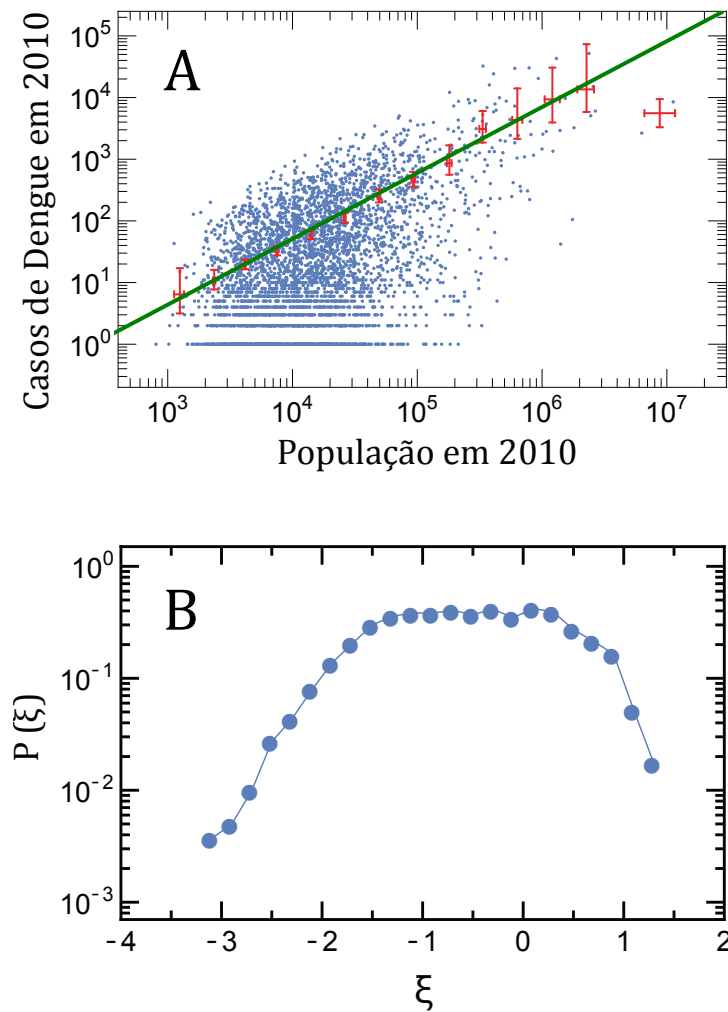 A
Casos de Dengue em 2010
10^5
10^4
10^3
10^2
10^1
10^0
10^3 10^4 10^5 10^6 10^7
População em 2010
B
P (ξ)
10^0
10^-1
10^-2
10^-3
-4 -3 -2 -1 0 1 2
ξ